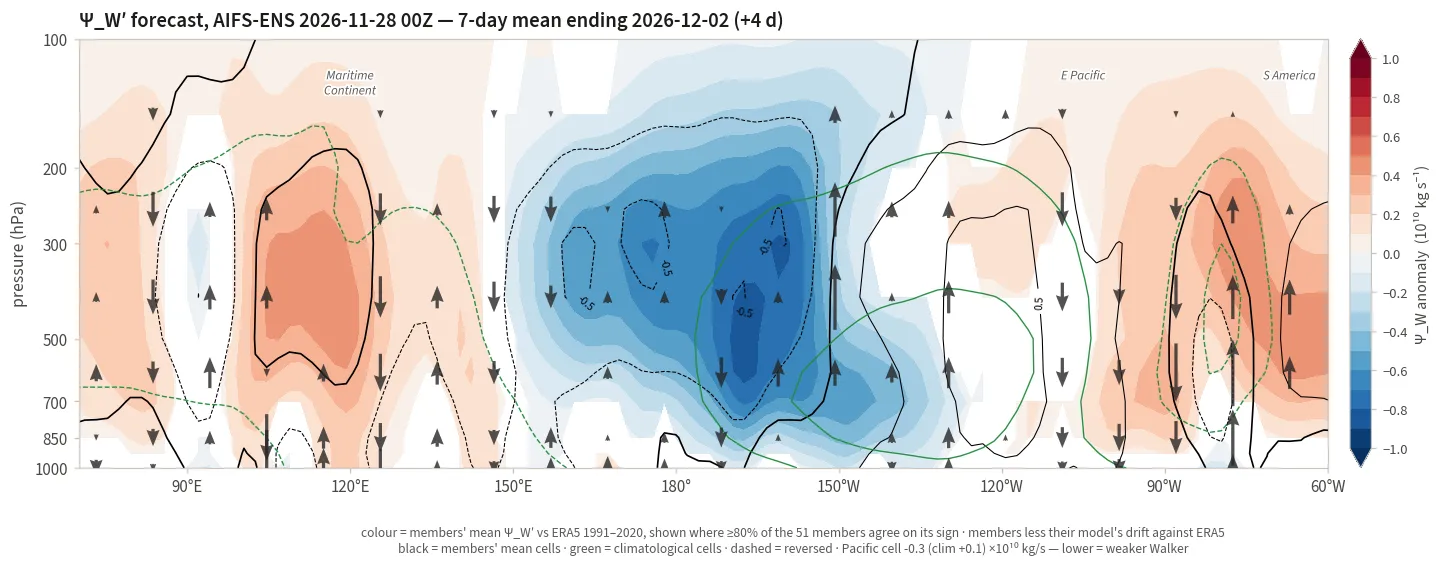 Ψ_W′ forecast, AIFS-ENS 2026-11-28 00Z — 7-day mean ending 2026-12-02 (+4 d)
100
200
300
400
500
700
850
1000
pressure (hPa)
Maritime
Continent
E Pacific
S America
-0.5
-0.5
-0.5
-0.5
0.5
90°E
120°E
150°E
180°
150°W
120°W
90°W
60°W
1.0
0.8
0.6
0.4
0.2
0.0
−0.2
−0.4
−0.6
−0.8
−1.0
Ψ_W anomaly (10¹⁰ kg s⁻¹)
colour = members' mean Ψ_W′ vs ERA5 1991–2020, shown where ≥80% of the 51 members agree on its sign · members less their model's drift against ERA5
black = members' mean cells · green = climatological cells · dashed = reversed · Pacific cell -0.3 (clim +0.1) ×10¹⁰ kg/s — lower = weaker Walker